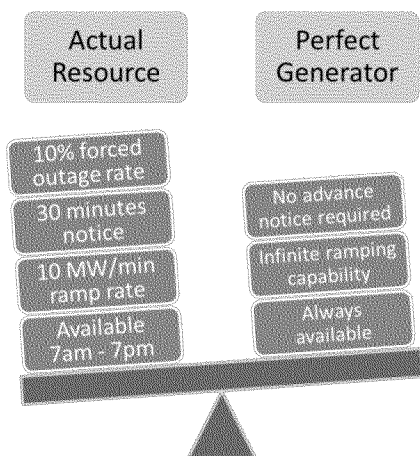 Actual
Resource
Perfect
Generator
10% forced
outage rate
30 minutes
notice
10 MW/min
ramp rate
Available
7am - 7pm
No advance
notice required
Infinite ramping
capability
Always
available